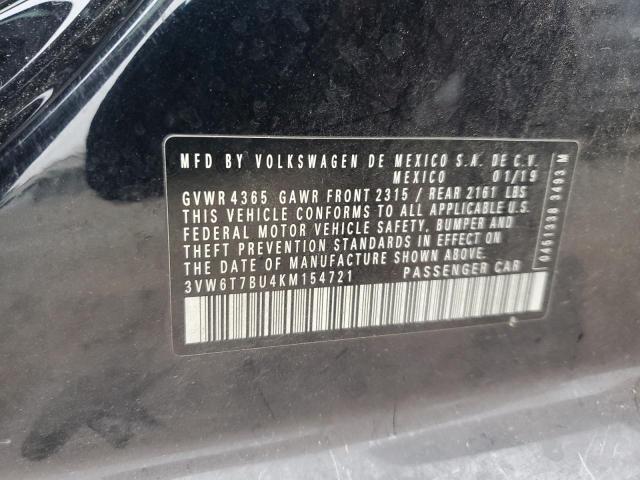 MFD BY VOLKSWAGEN DE MEXICO S.A. DE C.V.
MEXICO 01/19
GVWR 4365 GAWR FRONT 2315 / REAR 2161 LBS
THIS VEHICLE CONFORMS TO ALL APPLICABLE U.S.
FEDERAL MOTOR VEHICLE SAFETY, BUMPER AND
THEFT PREVENTION STANDARDS IN EFFECT ON
THE DATE OF MANUFACTURE SHOWN ABOVE.
3VW6T7BU4KM154721 PASSENGER CAR
0451338 3403 M